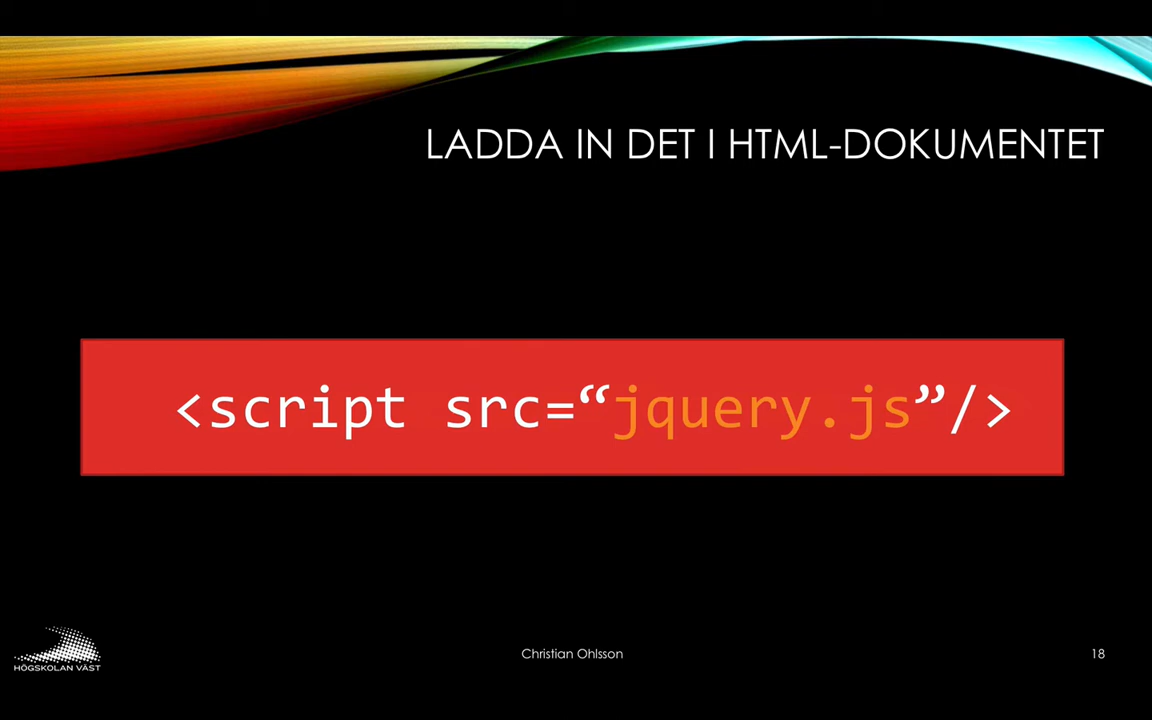 LADDA IN DET I HTML-DOKUMENTET
<script src=“jquery.js”/>
HÖGSKOLAN VÄST
Christian Ohlsson
18